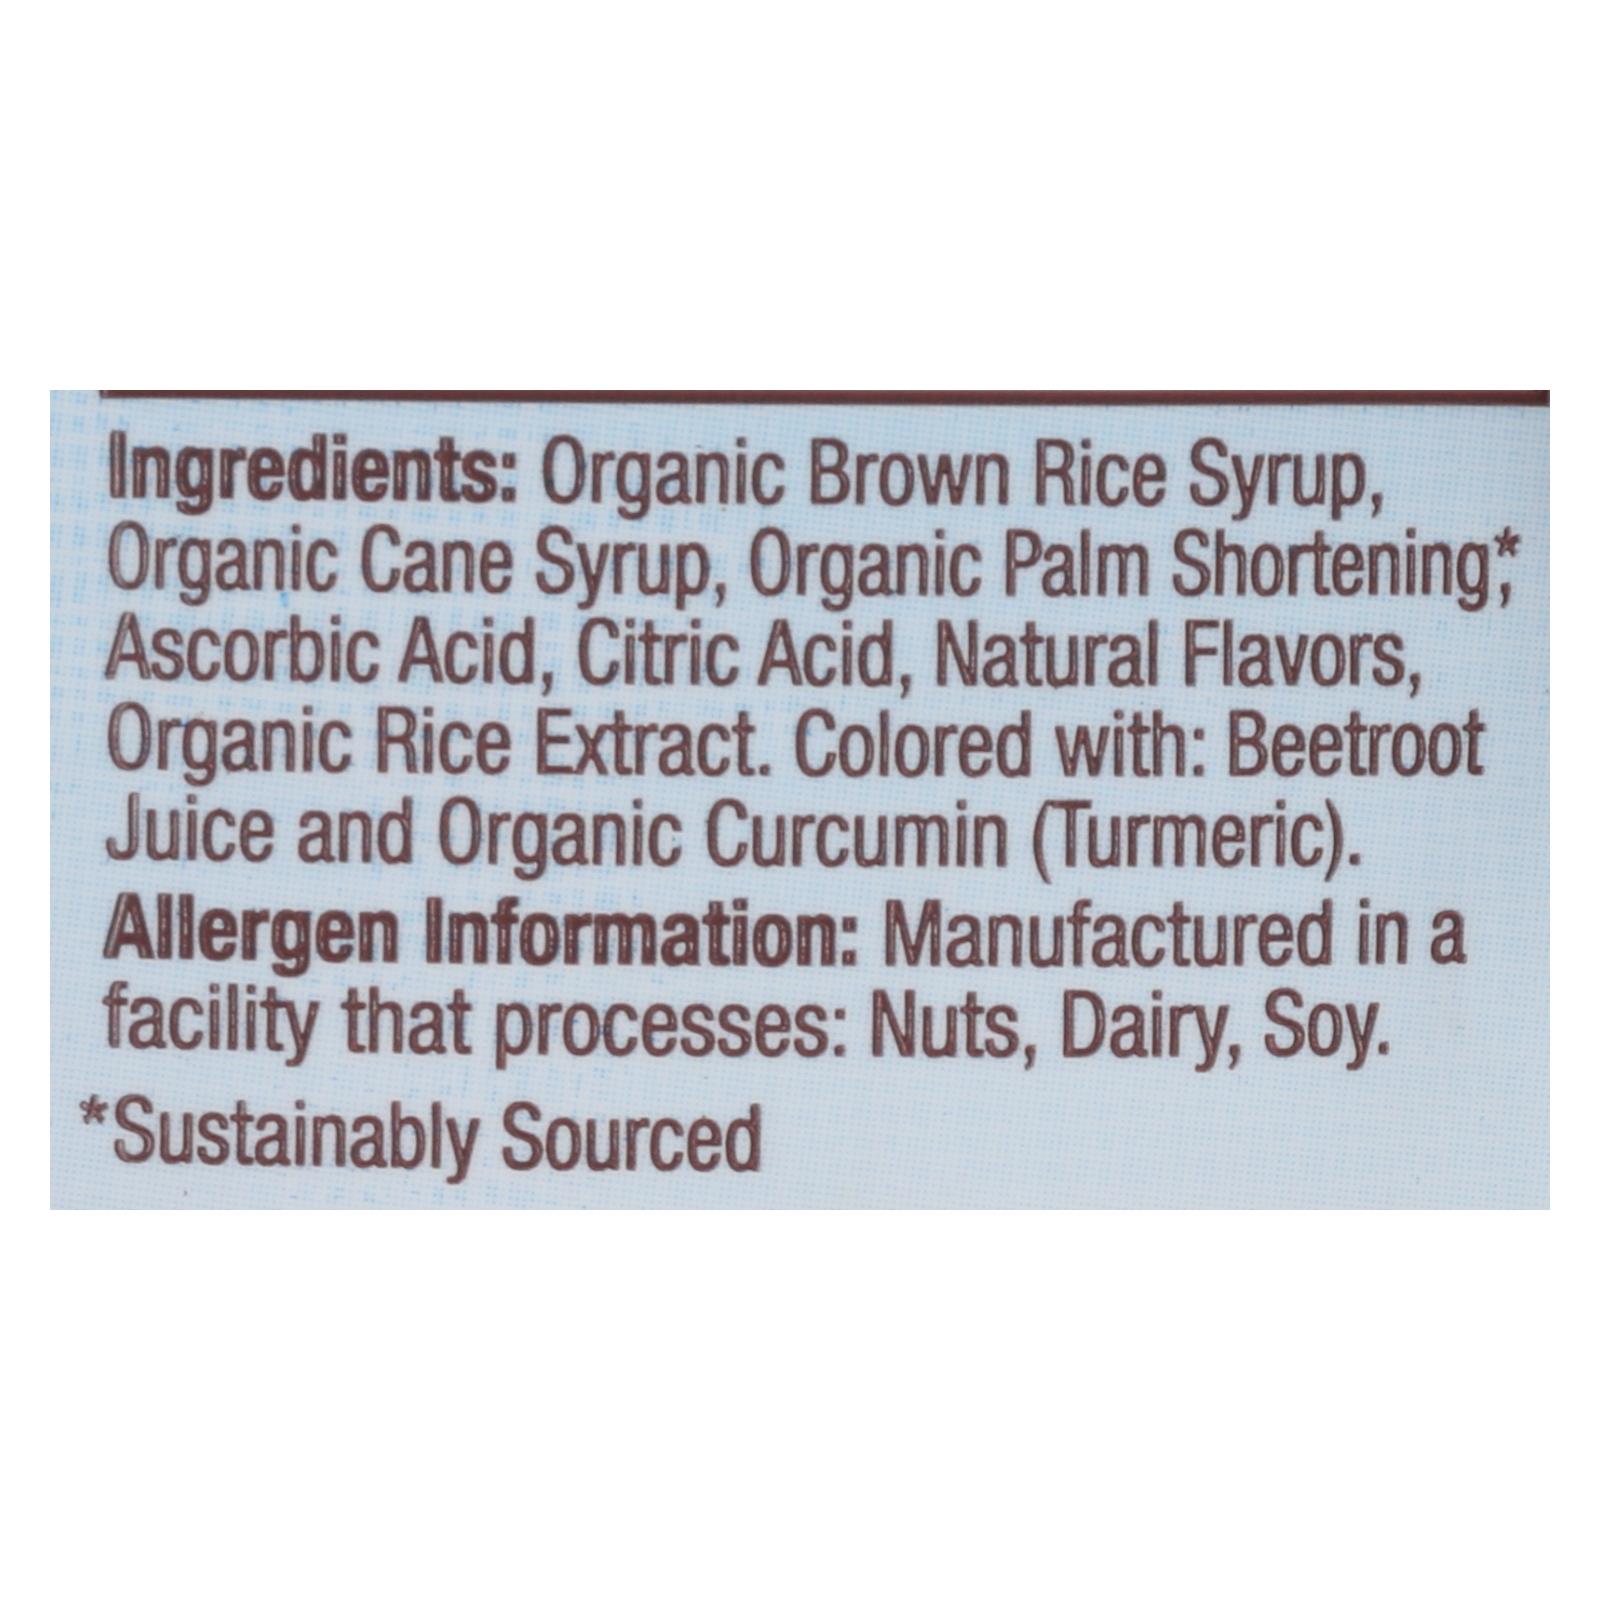 Ingredients: Organic Brown Rice Syrup,
Organic Cane Syrup, Organic Palm Shortening*,
Ascorbic Acid, Citric Acid, Natural Flavors,
Organic Rice Extract. Colored with: Beetroot
Juice and Organic Curcumin (Turmeric).
Allergen Information: Manufactured in a
facility that processes: Nuts, Dairy, Soy.
*Sustainably Sourced